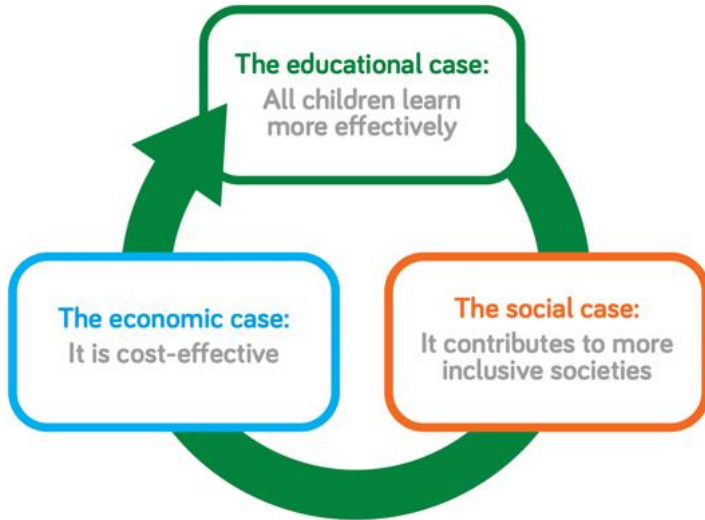 The educational case:
All children learn
more effectively
The economic case:
It is cost-effective
The social case:
It contributes to more
inclusive societies